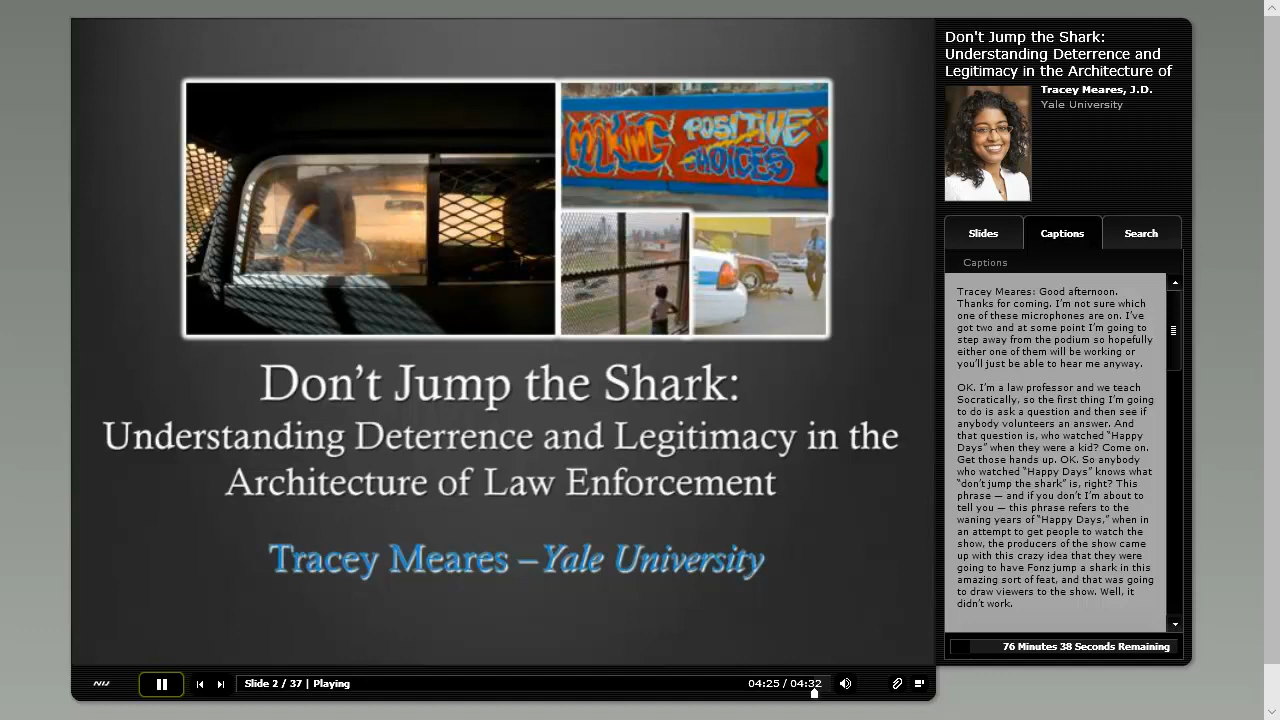 POSITIVE
CHOICES
Don't Jump the Shark:
Understanding Deterrence and Legitimacy in the
Architecture of Law Enforcement
Tracey Meares – Yale University
Slide 2 / 37 | Playing
04:25 / 04:32
Don't Jump the Shark:
Understanding Deterrence and
Legitimacy in the Architecture of
Tracey Meares, J.D.
Yale University
Slides
Captions
Search
Captions
Tracey Meares: Good afternoon.
Thanks for coming. I'm not sure which
one of these microphones are on. I've
got two and at some point I'm going to
step away from the podium so hopefully
either one of them will be working or
you'll just be able to hear me anyway.
OK. I'm a law professor and we teach
Socratically, so the first thing I'm going
to do is ask a question and then see if
anybody volunteers an answer. And
that question is, who watched “Happy
Days” when they were a kid? Come on.
Get those hands up. OK. So anybody
who watched “Happy Days” knows what
“don't jump the shark” is, right? This
phrase — and if you don't I'm about to
tell you — this phrase refers to the
waning years of “Happy Days,” when in
an attempt to get people to watch the
show, the producers of the show came
up with this crazy idea that they were
going to have Fonz jump a shark in this
amazing sort of feat, and that was going
to draw viewers to the show. Well, it
didn't work.
76 Minutes 38 Seconds Remaining